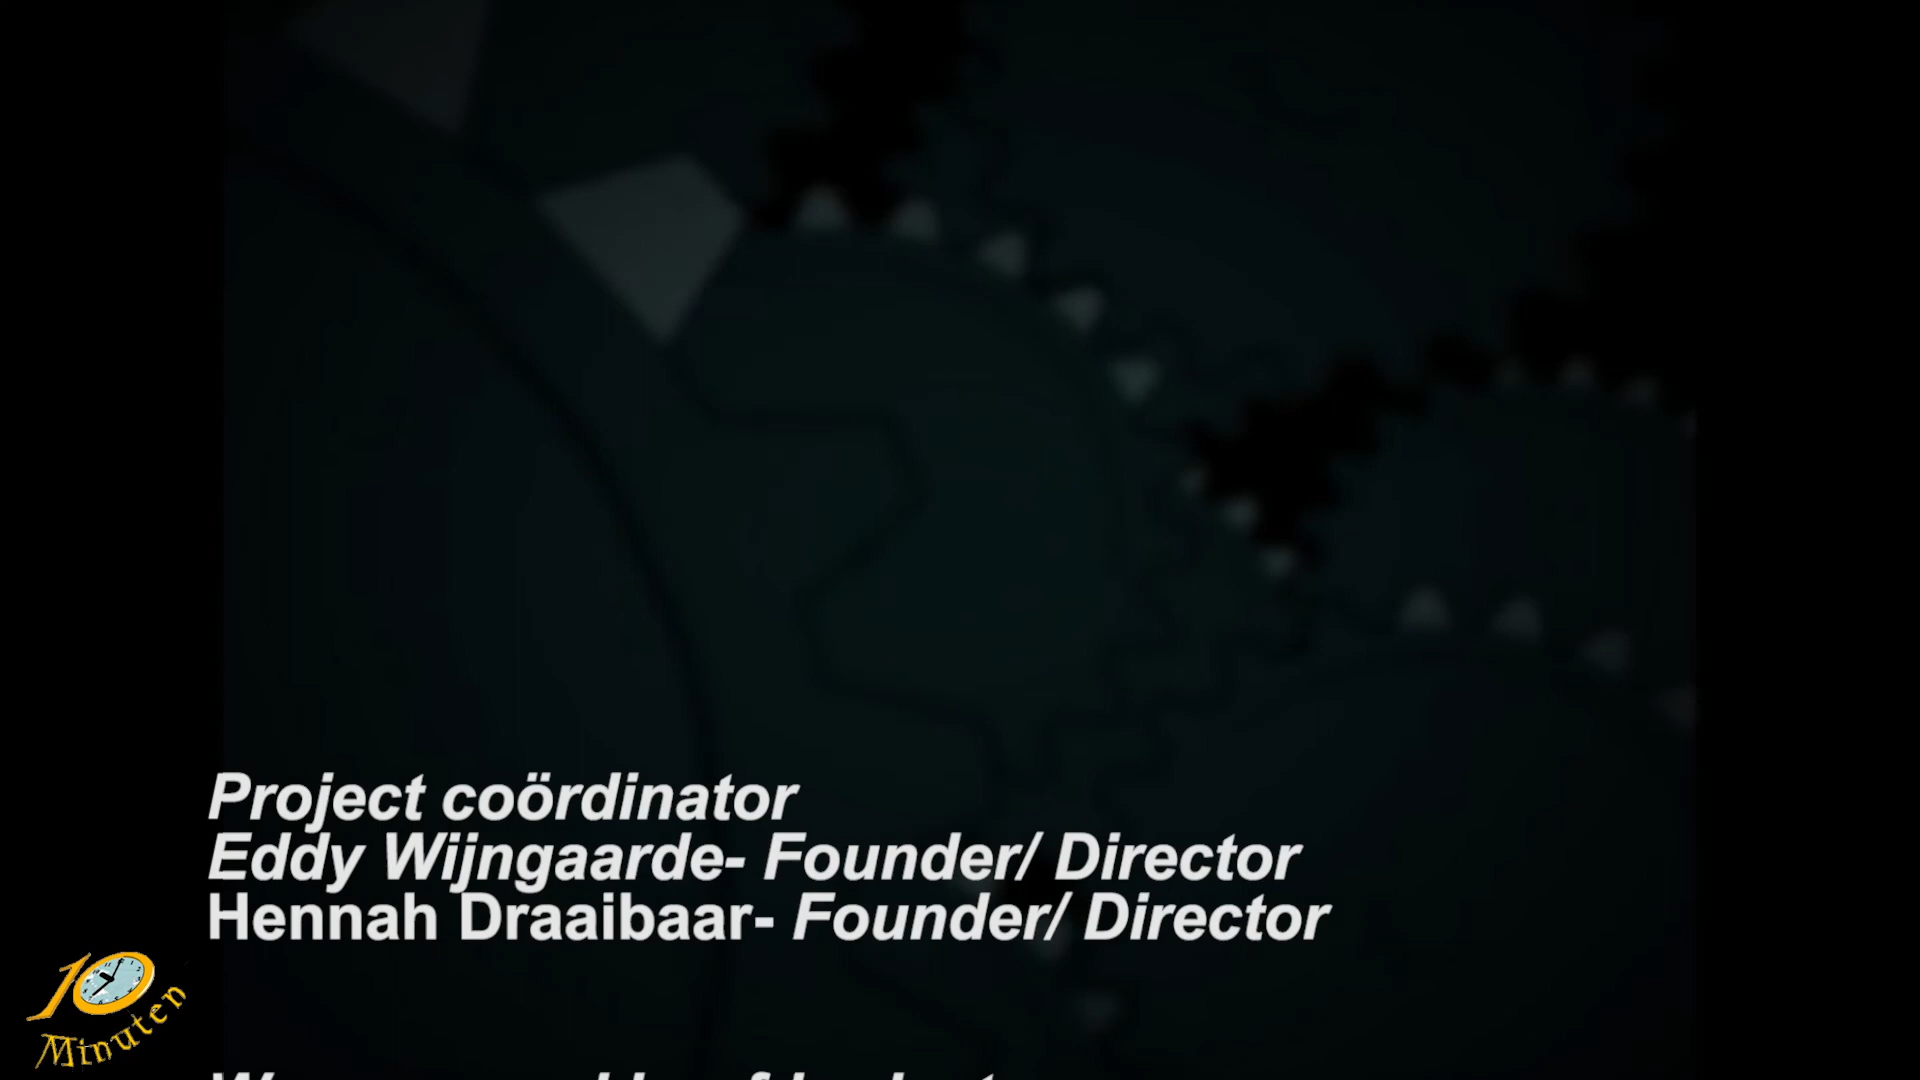 Project coördinator
Eddy Wijngaarde- Founder/ Director
Hennah Draaibaar- Founder/ Director
10
Minuten